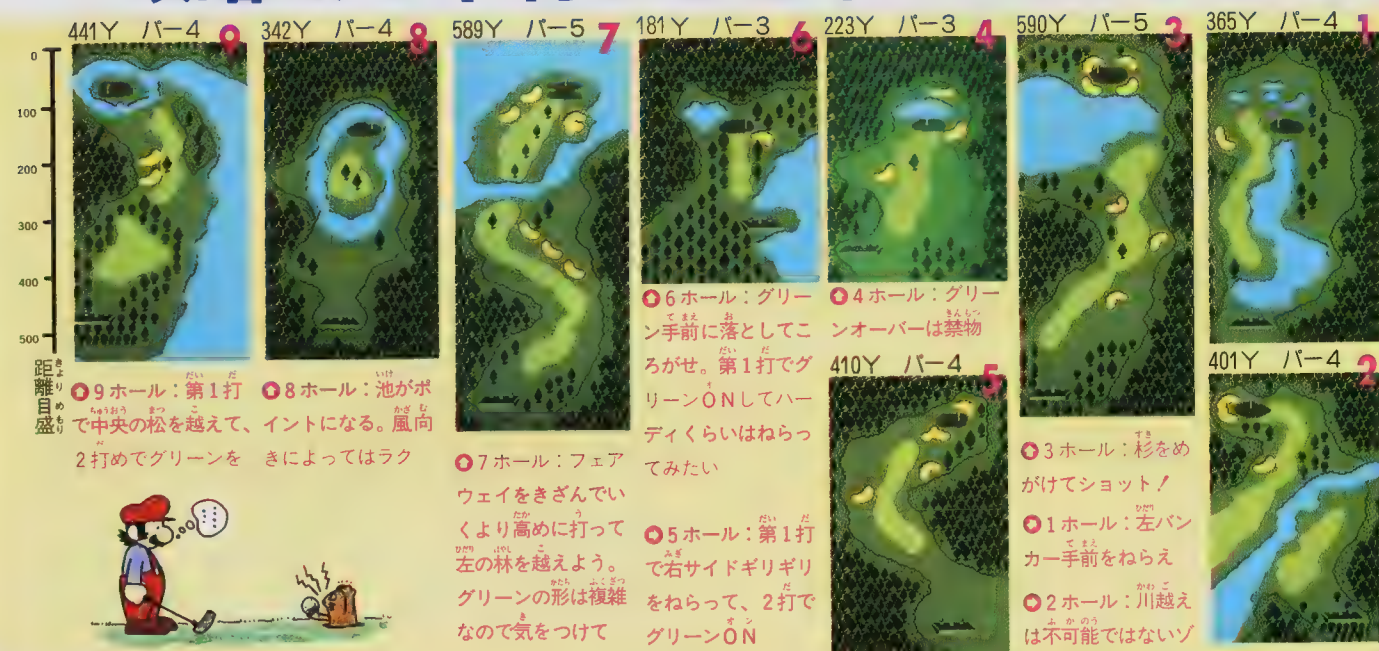 441Y パー4 9
342Y パー4 8
589Y パー5 7
181Y パー3 6
223Y パー3 4
590Y パー5 3
365Y パー4 1
0
100
200
300
400
500
距離目盛
きょりめもり
410Y パー4 5
401Y パー4 2
9ホール：第1打
で中央の松を越えて、
2打めでグリーンを
8ホール：池がポ
イントになる。風向
きによってはラク
7ホール：フェア
ウェイをきざんでい
くより高めに打って
左の林を越えよう。
グリーンの形は複雑
なので気をつけて
6ホール：グリー
ン手前に落としてこ
ろがせ。第1打でグ
リーンONしてバー
ディくらいはねらっ
てみたい
5ホール：第1打
で右サイドギリギリ
をねらって、2打で
グリーンON
4ホール：グリー
ンオーバーは禁物
3ホール：杉をめ
がけてショット！
1ホール：左バン
カー手前をねらえ
2ホール：川越え
は不可能ではないゾ